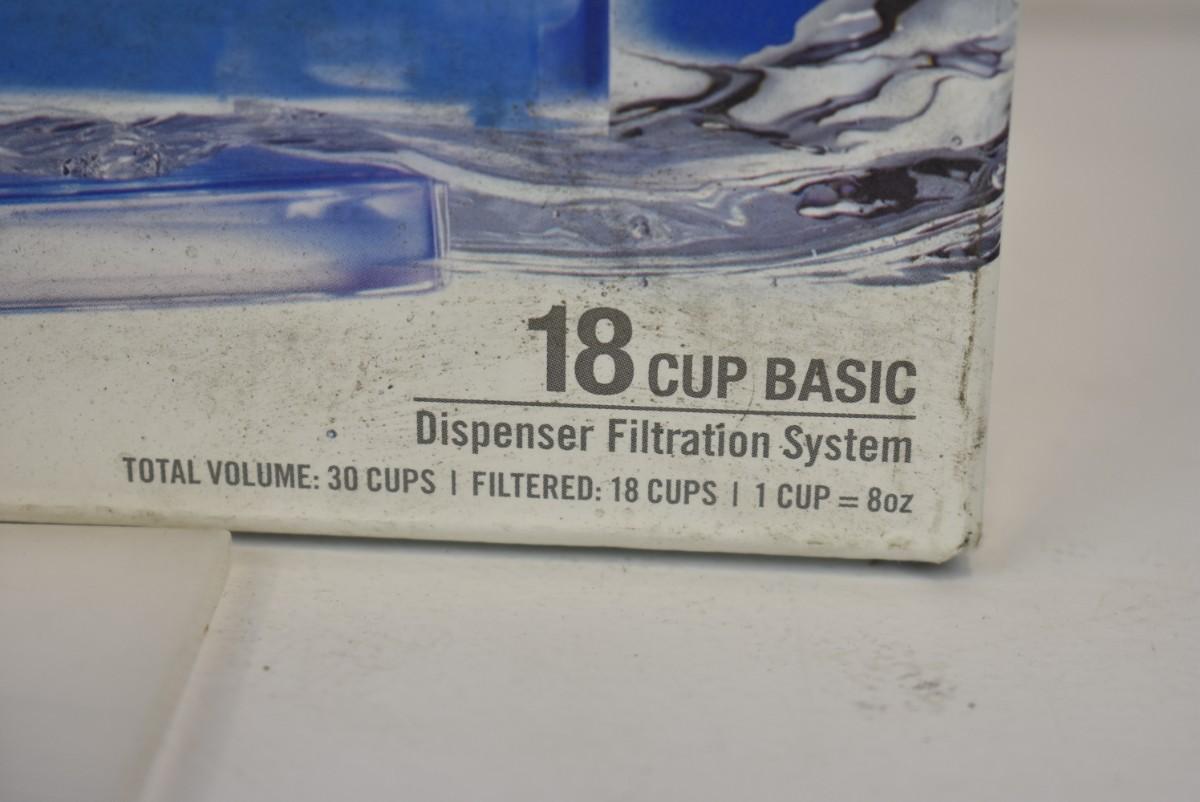 18 CUP BASIC
Dispenser Filtration System
TOTAL VOLUME: 30 CUPS | FILTERED: 18 CUPS | 1 CUP = 8oz